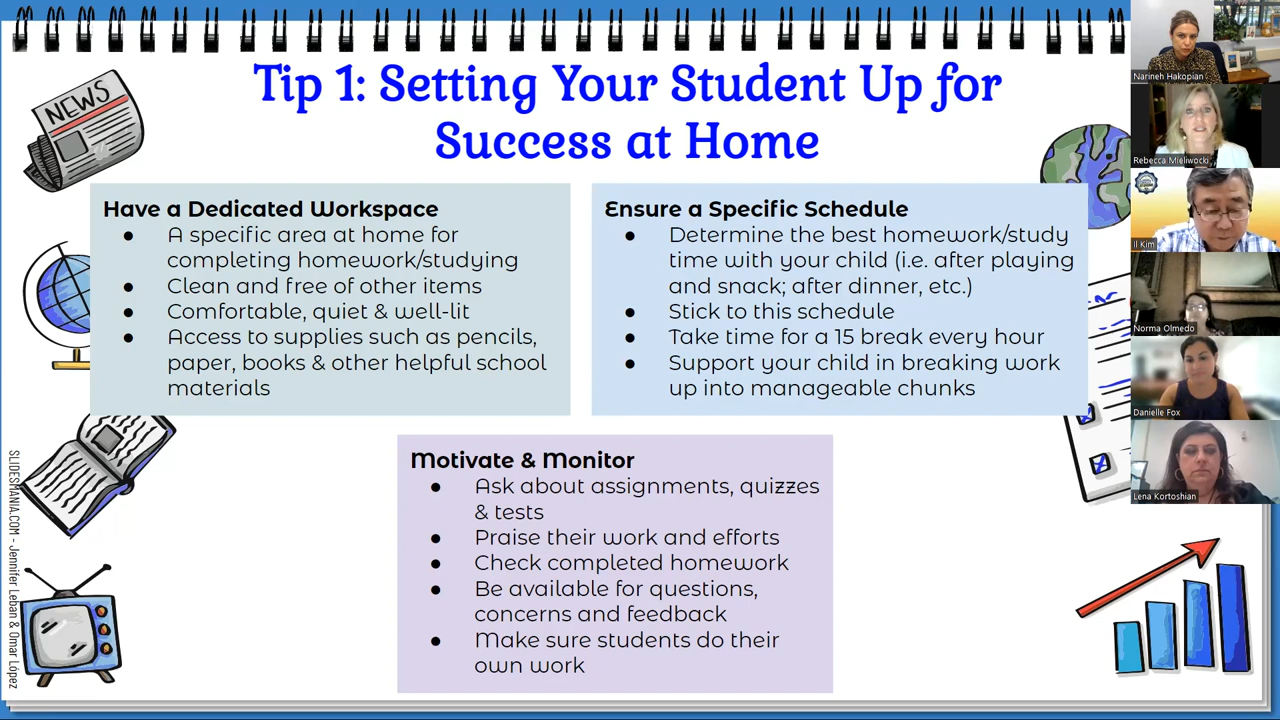 NEWS
Tip 1: Setting Your Student Up for
Success at Home
Have a Dedicated Workspace
● A specific area at home for
completing homework/studying
● Clean and free of other items
● Comfortable, quiet & well-lit
● Access to supplies such as pencils,
paper, books & other helpful school
materials
Ensure a Specific Schedule
● Determine the best homework/study
time with your child (i.e. after playing
and snack; after dinner, etc.)
● Stick to this schedule
● Take time for a 15 break every hour
● Support your child in breaking work
up into manageable chunks
Motivate & Monitor
● Ask about assignments, quizzes
& tests
● Praise their work and efforts
● Check completed homework
● Be available for questions,
concerns and feedback
● Make sure students do their
own work
SLIDESMANIA.COM - Jennifer Leban & Omar López
Narineh Hakopian
Rebecca Mieliwocki
Il Kim
Norma Olmedo
Danielle Fox
Lena Kortoshian